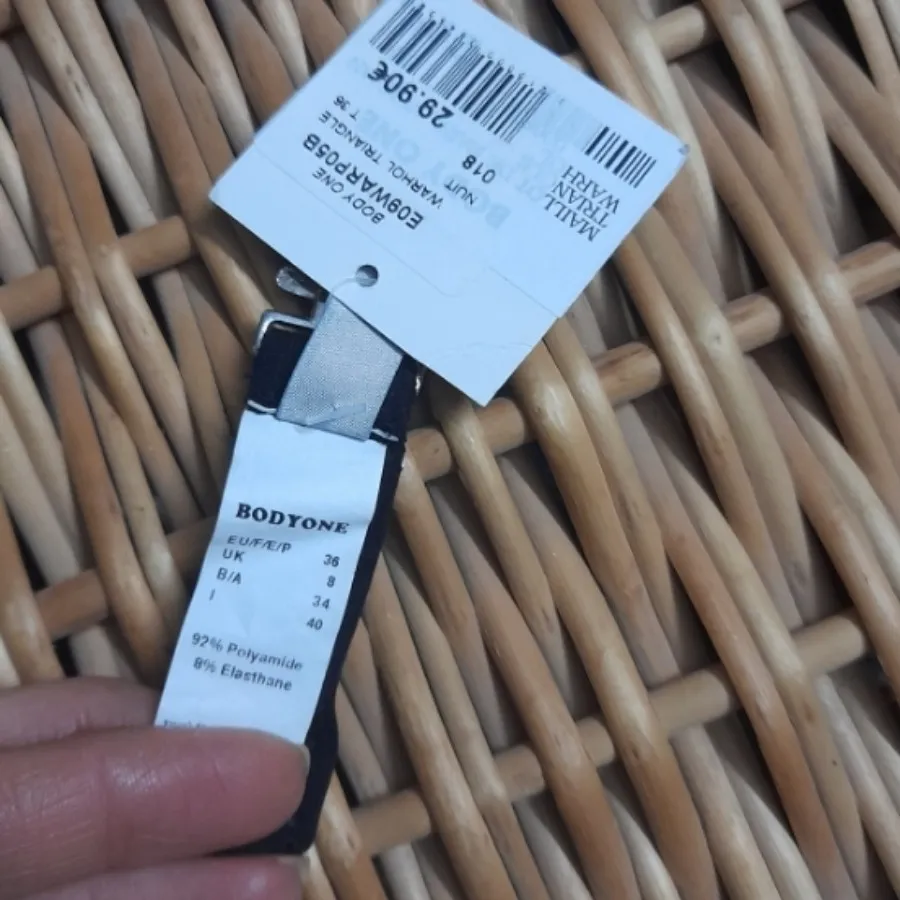 BODY ONE
E09WARP05B
WARHOL TRIANGLE
NUIT
T 36
018
29.90€
MAILL
TRIAN
WARH
BODYONE
EU/F/E/P 36
UK 8
B/A 34
I 40
92% Polyamide
8% Elasthane